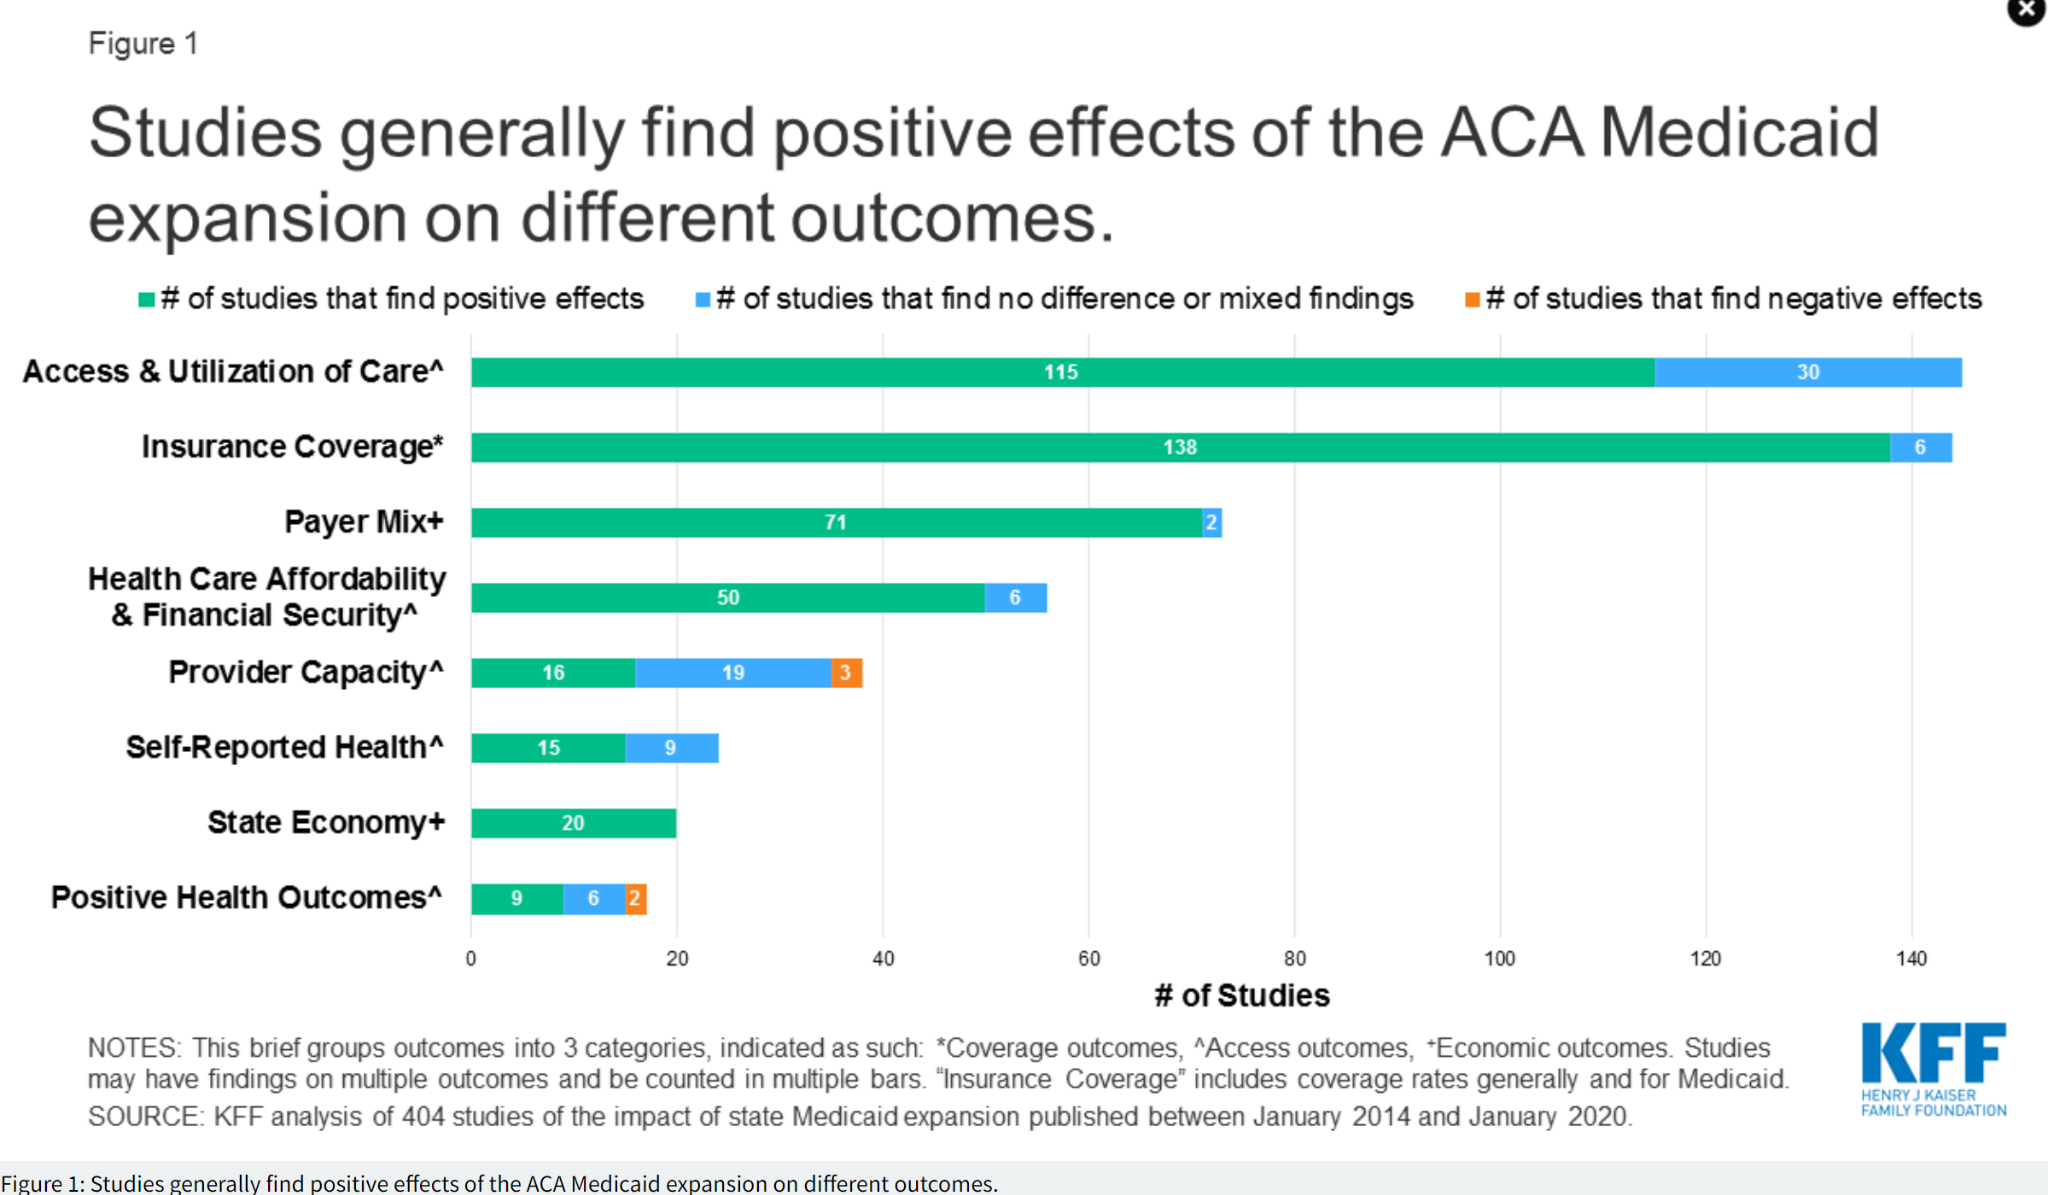 Figure 1
Studies generally find positive effects of the ACA Medicaid
expansion on different outcomes.
# of studies that find positive effects
# of studies that find no difference or mixed findings
# of studies that find negative effects
Access & Utilization of Care^
115
30
Insurance Coverage*
138
6
Payer Mix+
71
2
Health Care Affordability
& Financial Security^
50
6
Provider Capacity^
16
19
3
Self-Reported Health^
15
9
State Economy+
20
Positive Health Outcomes^
9
6
2
0
20
40
60
80
100
120
140
# of Studies
NOTES: This brief groups outcomes into 3 categories, indicated as such: *Coverage outcomes, ^Access outcomes, +Economic outcomes. Studies
may have findings on multiple outcomes and be counted in multiple bars. "Insurance Coverage" includes coverage rates generally and for Medicaid.
SOURCE: KFF analysis of 404 studies of the impact of state Medicaid expansion published between January 2014 and January 2020.
KFF
HENRY J KAISER
FAMILY FOUNDATION
Figure 1: Studies generally find positive effects of the ACA Medicaid expansion on different outcomes.